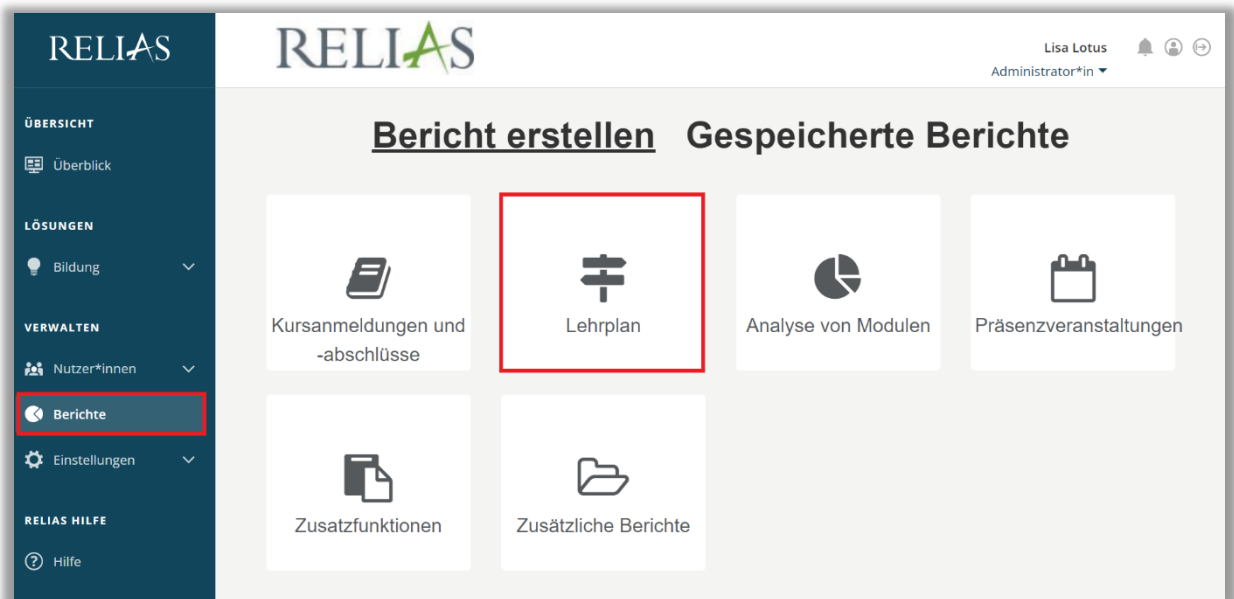 RELIAS
RELIAS
Lisa Lotus
Administrator*in
ÜBERSICHT
Überblick
LÖSUNGEN
Bildung
VERWALTEN
Nutzer*innen
Berichte
Einstellungen
RELIAS HILFE
Hilfe
Bericht erstellen Gespeicherte Berichte
Kursanmeldungen und
-abschlüsse
Lehrplan
Analyse von Modulen
Präsenzveranstaltungen
Zusatzfunktionen
Zusätzliche Berichte